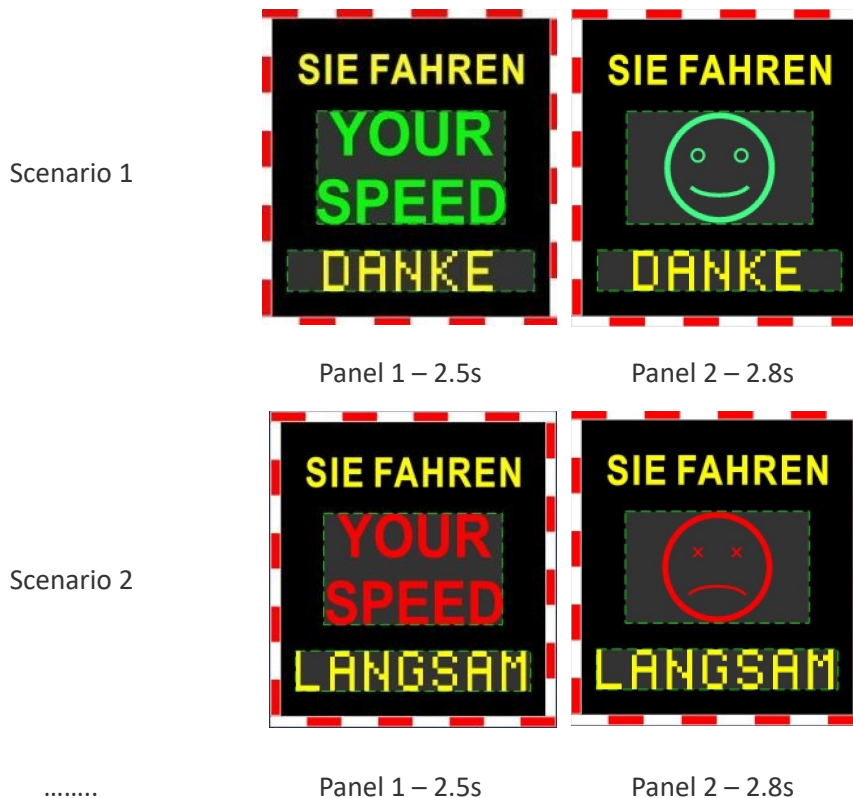 SIE FAHREN
YOUR
SPEED
DANKE
SIE FAHREN
DANKE
Scenario 1
Panel 1 – 2.5s
Panel 2 – 2.8s
SIE FAHREN
YOUR
SPEED
LANGSAM
SIE FAHREN
LANGSAM
Scenario 2
........
Panel 1 – 2.5s
Panel 2 – 2.8s